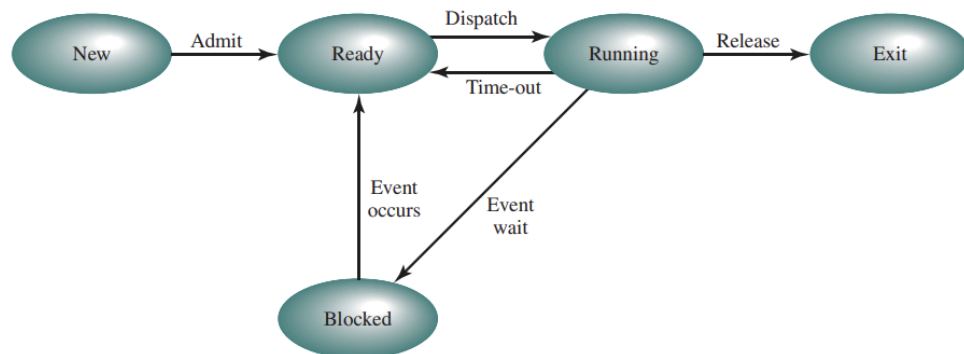 Dispatch
New
Admit
Ready
Running
Release
Exit
Time-out
Event
occurs
Event
wait
Blocked